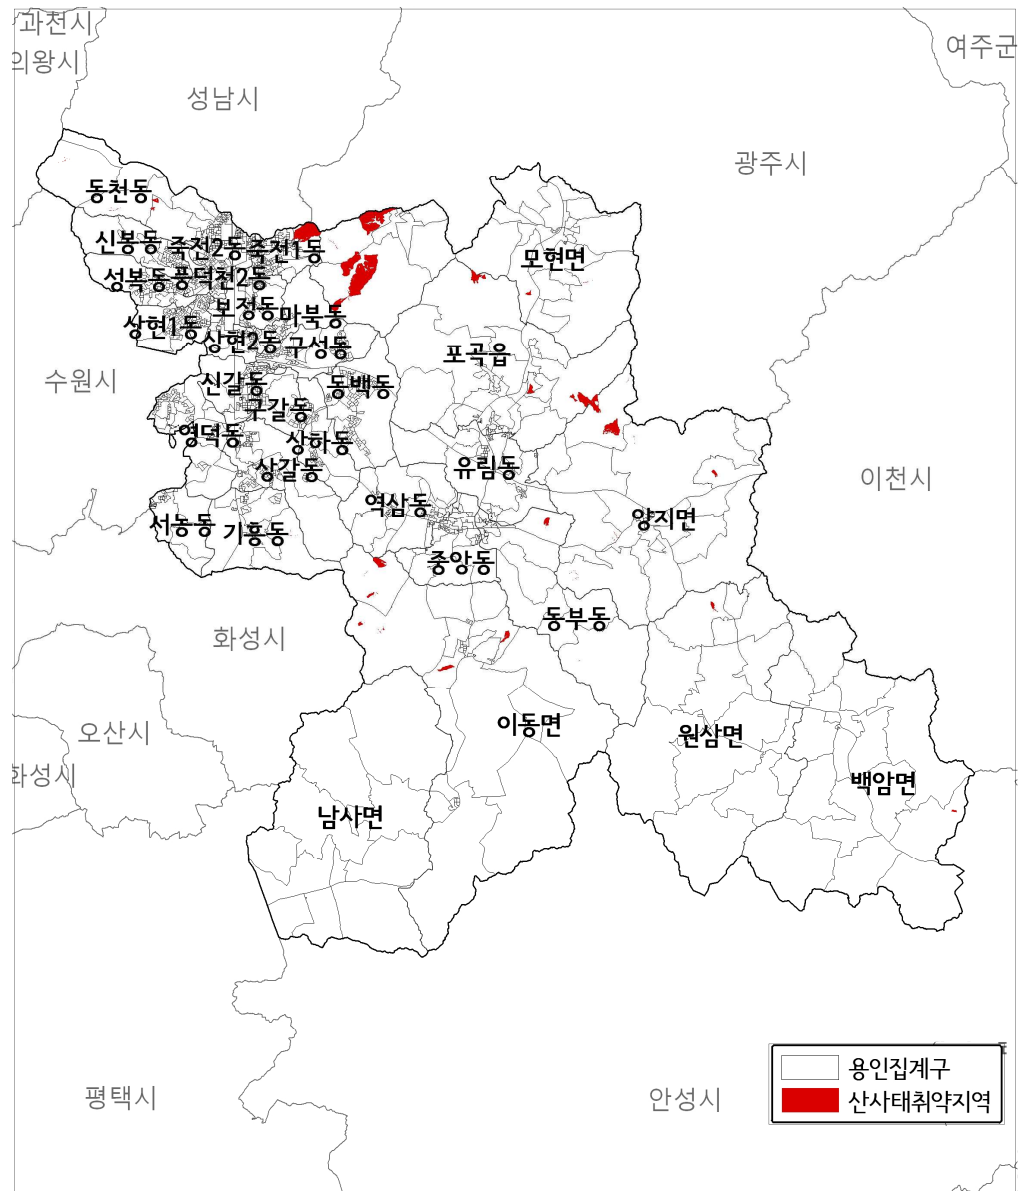 과천시
의왕시
여주군
성남시
광주시
동천동
신봉동
죽전2동
죽전1동
모현면
성복동
풍덕천2동
보정동
마북동
상현1동
상현2동
구성동
포곡읍
수원시
신갈동
동백동
구갈동
영덕동
상하동
상갈동
유림동
이천시
역삼동
서농동
기흥동
양지면
중앙동
동부동
화성시
이동면
오산시
원삼면
화성시
백암면
남사면
용인집계구
평택시
안성시
산사태취약지역